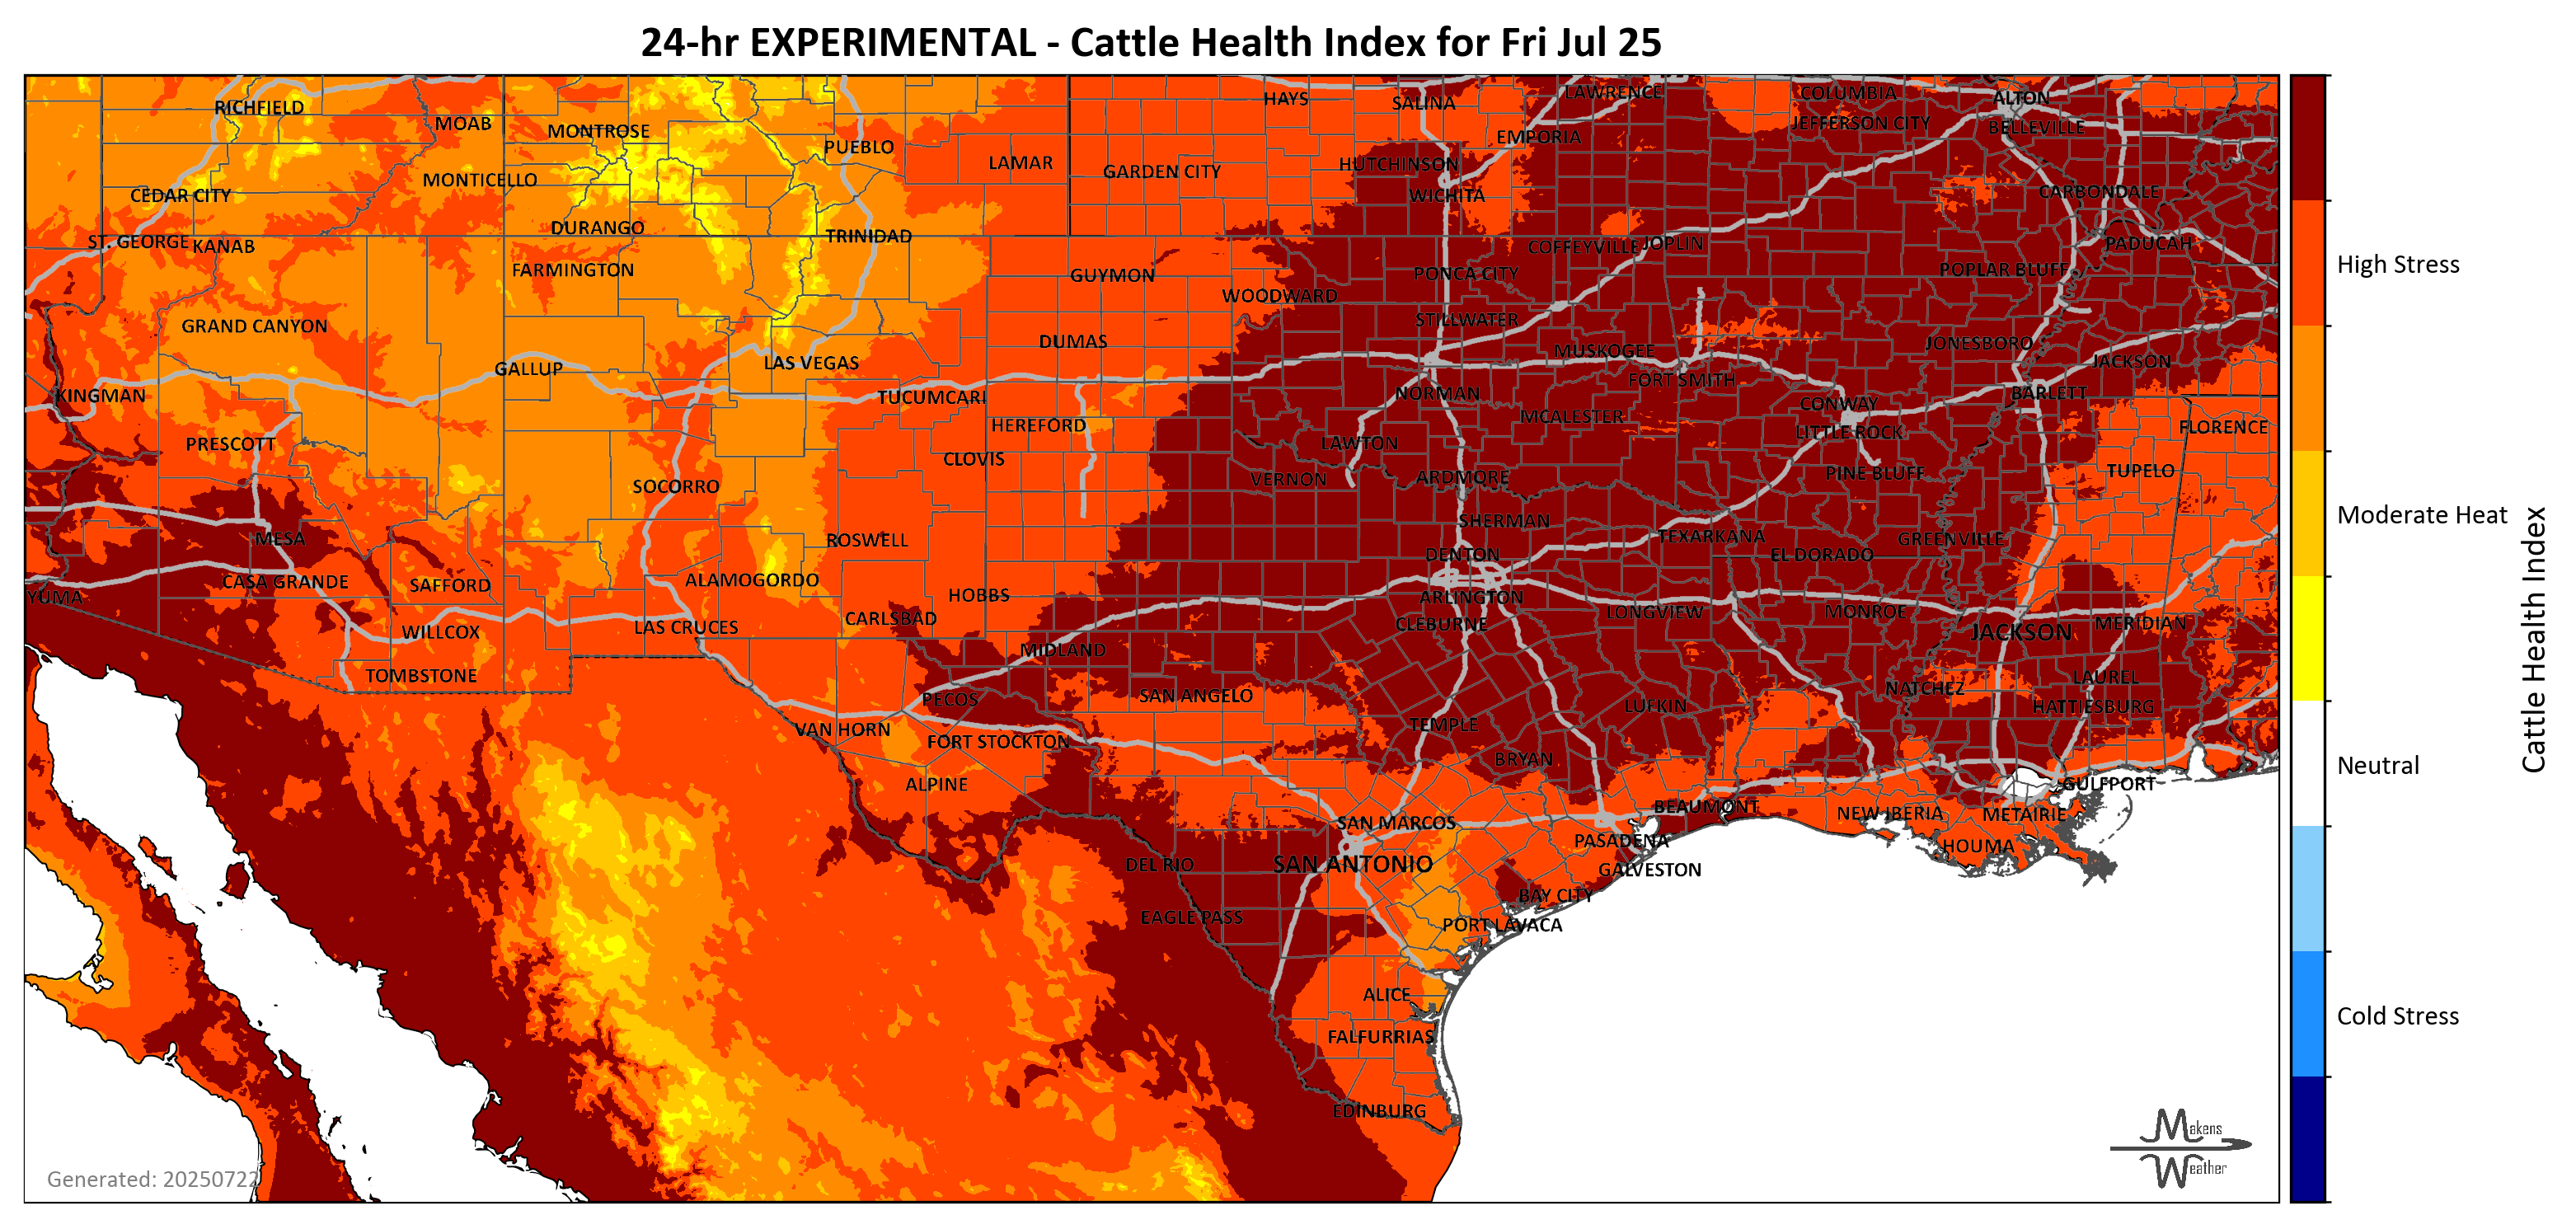 24-hr EXPERIMENTAL - Cattle Health Index for Fri Jul 25
RICHFIELD
MOAB
MONTROSE
PUEBLO
LAMAR
HAYS
SALINA
LAWRENCE
COLUMBIA
ALTON
JEFFERSON CITY
BELLEVILLE
EMPORIA
GARDEN CITY
HUTCHINSON
WICHITA
CEDAR CITY
MONTICELLO
CARBONDALE
ST. GEORGE
KANAB
DURANGO
TRINIDAD
COFFEYVILLE
JOPLIN
PADUCAH
High Stress
FARMINGTON
GUYMON
PONCA CITY
POPLAR BLUFF
WOODWARD
GRAND CANYON
STILLWATER
DUMAS
MUSKOGEE
JONESBORO
JACKSON
GALLUP
LAS VEGAS
FORT SMITH
KINGMAN
TUCUMCARI
NORMAN
BARLETT
CONWAY
MCALESTER
HEREFORD
LITTLE ROCK
FLORENCE
PRESCOTT
LAWTON
CLOVIS
TUPELO
SOCORRO
VERNON
ARDMORE
PINE BLUFF
Moderate Heat
SHERMAN
MESA
ROSWELL
TEXARKANA
GREENVILLE
DENTON
EL DORADO
CASA GRANDE
SAFFORD
ALAMOGORDO
HOBBS
YUMA
ARLINGTON
CARLSBAD
CLEBURNE
LONGVIEW
MONROE
WILLCOX
LAS CRUCES
JACKSON
MERIDIAN
MIDLAND
TOMBSTONE
PECOS
SAN ANGELO
NATCHEZ
LAUREL
LUFKIN
HATTIESBURG
VAN HORN
FORT STOCKTON
TEMPLE
BRYAN
Cattle Health Index
Neutral
ALPINE
GULFPORT
BEAUMONT
NEW IBERIA
METAIRIE
SAN MARCOS
PASADENA
HOUMA
DEL RIO
SAN ANTONIO
GALVESTON
BAY CITY
EAGLE PASS
PORT LAVACA
ALICE
Cold Stress
FALFURRIAS
EDINBURG
Makens
Weather
Generated: 20250722